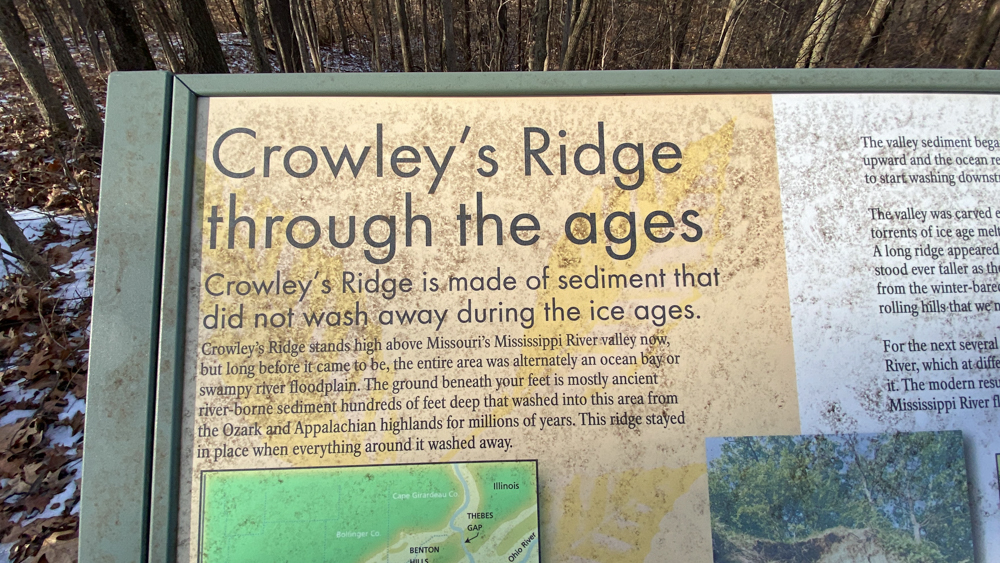 Crowley's Ridge
through the ages
Crowley's Ridge is made of sediment that
did not wash away during the ice ages.
Crowley's Ridge stands high above Missouri's Mississippi River valley now,
but long before it came to be, the entire area was alternately an ocean bay or
swampy river floodplain. The ground beneath your feet is mostly ancient
river-borne sediment hundreds of feet deep that washed into this area from
the Ozark and Appalachian highlands for millions of years. This ridge stayed
in place when everything around it washed away.
Cape Girardeau Co.
Illinois
THEBES
GAP
Bollinger Co.
BENTON
HILLS
Ohio River
The valley sediment bega
upward and the ocean re
to start washing downst
The valley was carved
torrents of ice age melt
A long ridge appeared
stood ever taller as the
from the winter-bare
rolling hills that we
For the next several
River, which at diffe
it. The modern
Mississippi River